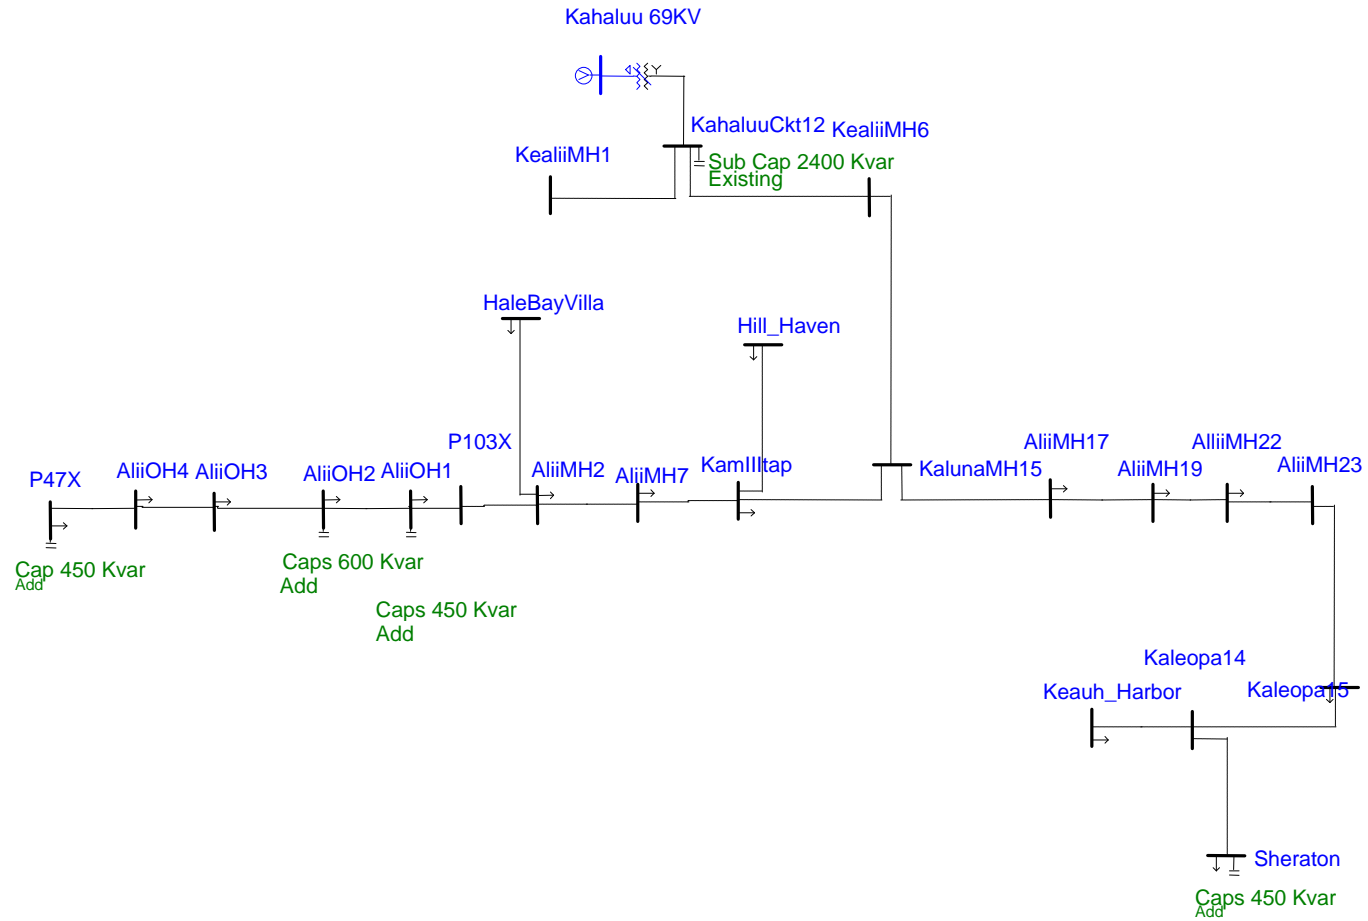 Kahaluu 69KV
Y
KahaluuCkt12
KealiiMH6
KealiiMH1
Sub Cap 2400 Kvar
Existing
HaleBayVilla
Hill_Haven
P103X
P47X
AliiOH4
AliiOH3
AliiOH2
AliiOH1
AliiMH2
AliiMH7
KamIIItap
KalunaMH15
AliiMH17
AliiMH19
AlliiMH22
AliiMH23
Cap 450 Kvar
Add
Caps 600 Kvar
Add
Caps 450 Kvar
Add
Kaleopa14
Keauh_Harbor
Kaleopa15
Sheraton
Caps 450 Kvar
Add